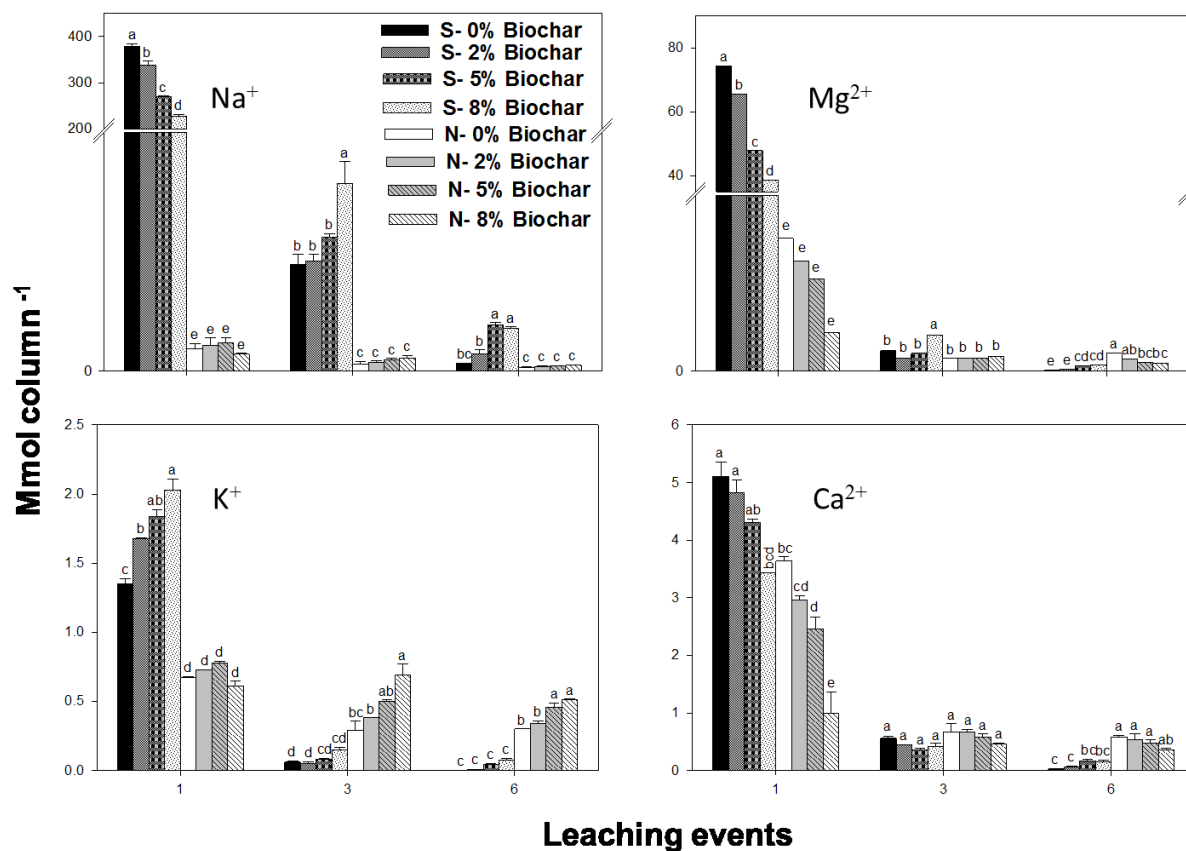 400
300
200
0
a
b
c
d
e
e
e
e
b
b
b
a
c
c
c
c
bc
b
a
a
c
c
c
c
Na+
S- 0% Biochar
S- 2% Biochar
S- 5% Biochar
S- 8% Biochar
N- 0% Biochar
N- 2% Biochar
N- 5% Biochar
N- 8% Biochar
80
60
40
0
a
b
c
d
e
e
e
e
b
b
b
a
b
b
b
b
e
e
cd
cd
a
ab
bc
bc
Mg2+
Mmol column -1
2.5
2.0
1.5
1.0
0.5
0.0
c
b
ab
a
d
d
d
d
d
d
cd
cd
bc
b
ab
a
c
c
c
c
b
b
a
a
K+
1
3
6
6
5
4
3
2
1
0
a
a
ab
bcd
bc
cd
d
e
a
a
a
a
a
a
a
a
c
c
bc
bc
a
a
a
ab
Ca2+
1
3
6
Leaching events